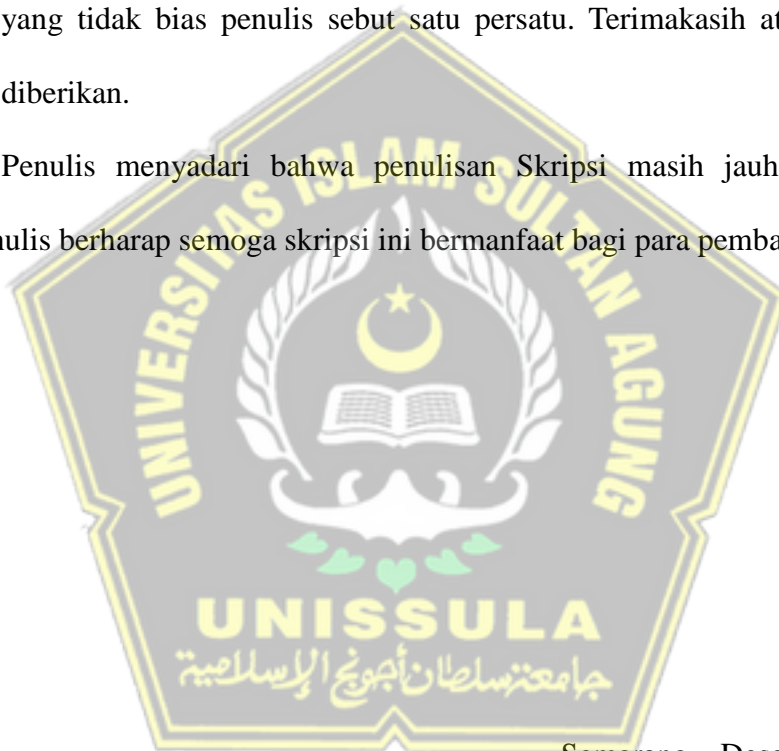 yang tidak bias penulis sebut satu persatu. Terimakasih at
diberikan.
Penulis menyadari bahwa penulisan Skripsi masih jauh
nulis berharap semoga skripsi ini bermanfaat bagi para pemba
UNIVERSITAS ISLAM SULTAN AGUNG
UNISSULA
جامعة سلطان أجونج الإسلامية